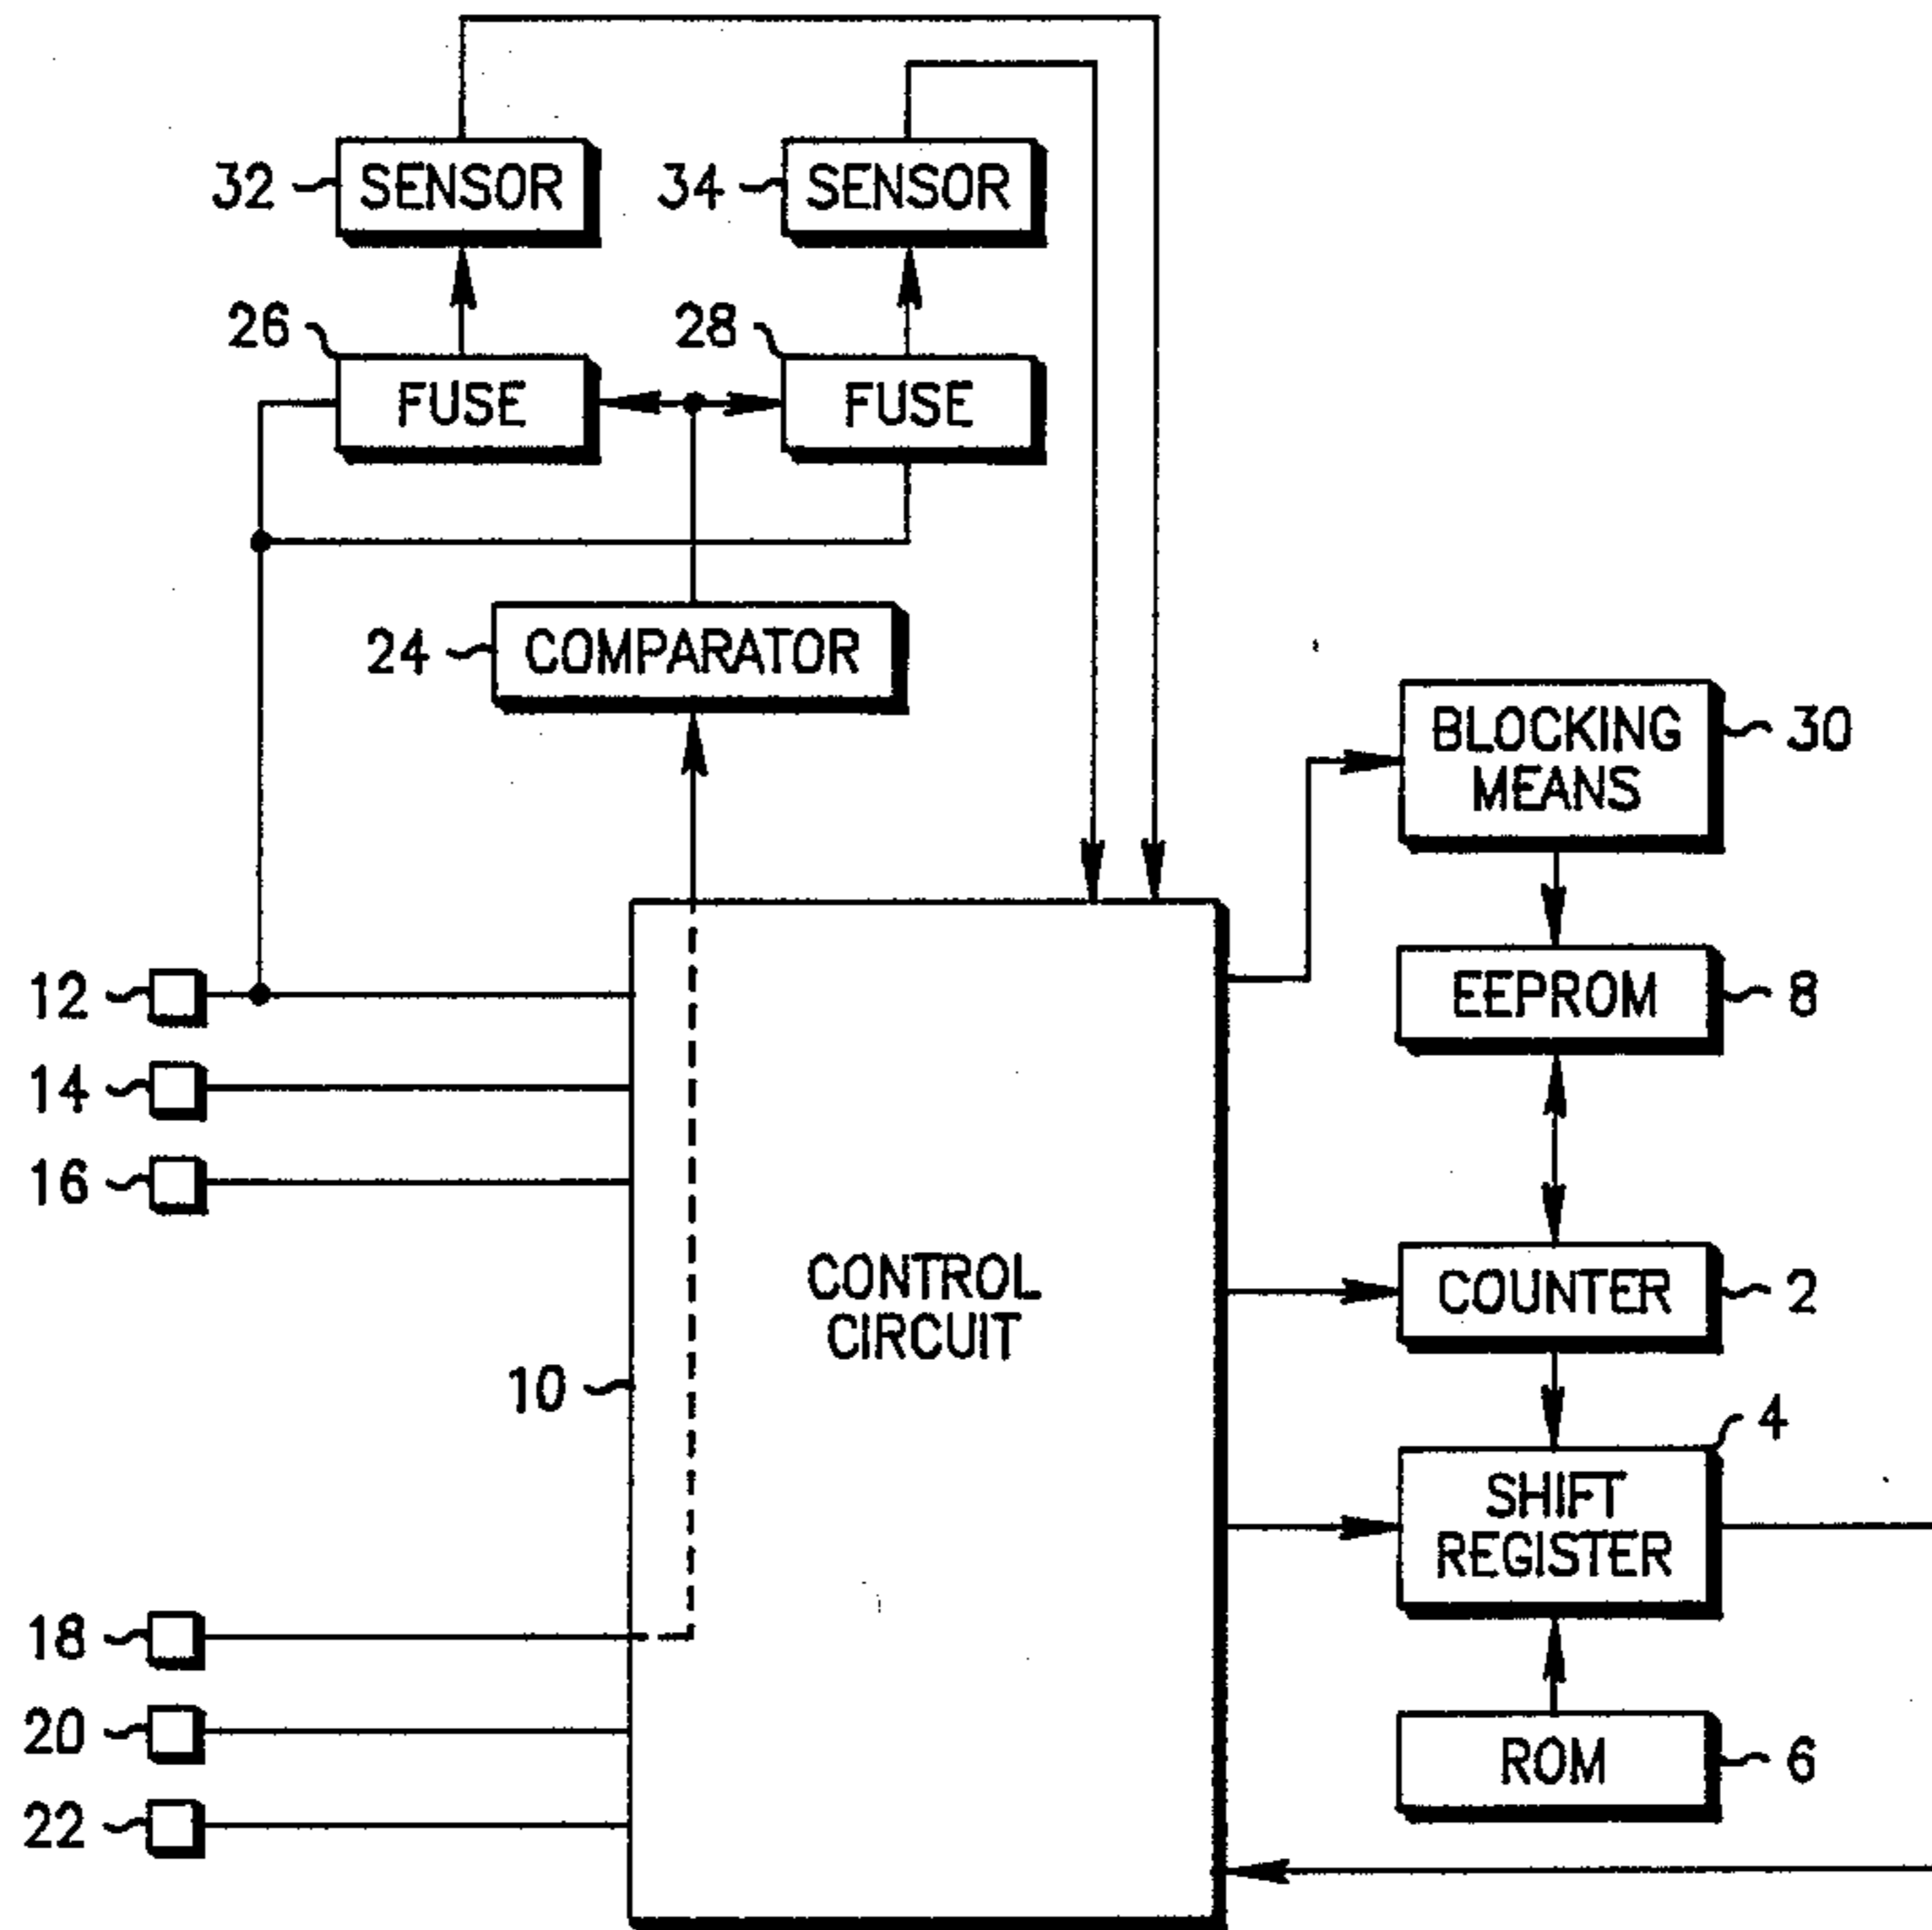 32 SENSOR
34 SENSOR
26
28
FUSE
FUSE
24 COMPARATOR
BLOCKING
MEANS
30
12
EEPROM 8
14
16
CONTROL
CIRCUIT
COUNTER 2
10
4
SHIFT
REGISTER
18
20
ROM 6
22